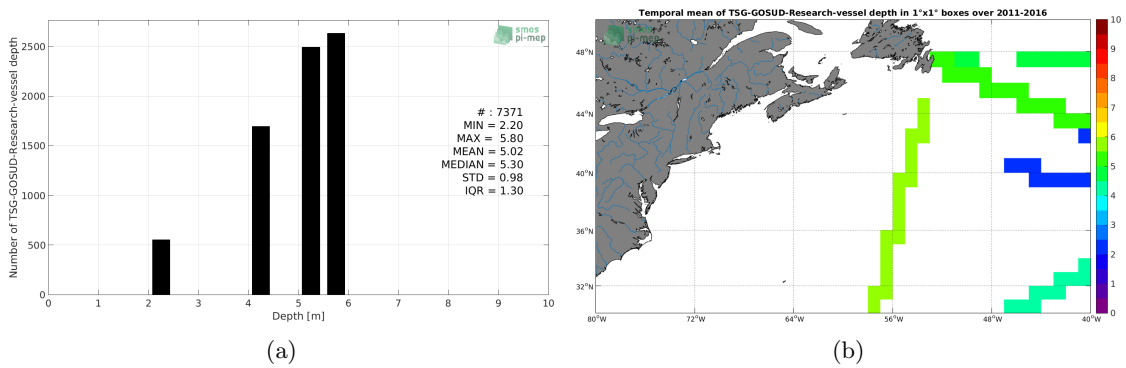 Number of TSG-GOSUD-Research-vessel depth
2500
2000
1500
1000
500
0
0 1 2 3 4 5 6 7 8 9 10
Depth [m]
smos
pi-mep
# : 7371
MIN = 2.20
MAX = 5.80
MEAN = 5.02
MEDIAN = 5.30
STD = 0.98
IQR = 1.30
(a)
Temporal mean of TSG-GOSUD-Research-vessel depth in 1°x1° boxes over 2011-2016
smos
pi-mep
48°N
44°N
40°N
36°N
32°N
80°W 72°W 64°W 56°W 48°W 40°W
10
9
8
7
6
5
4
3
2
1
0
(b)